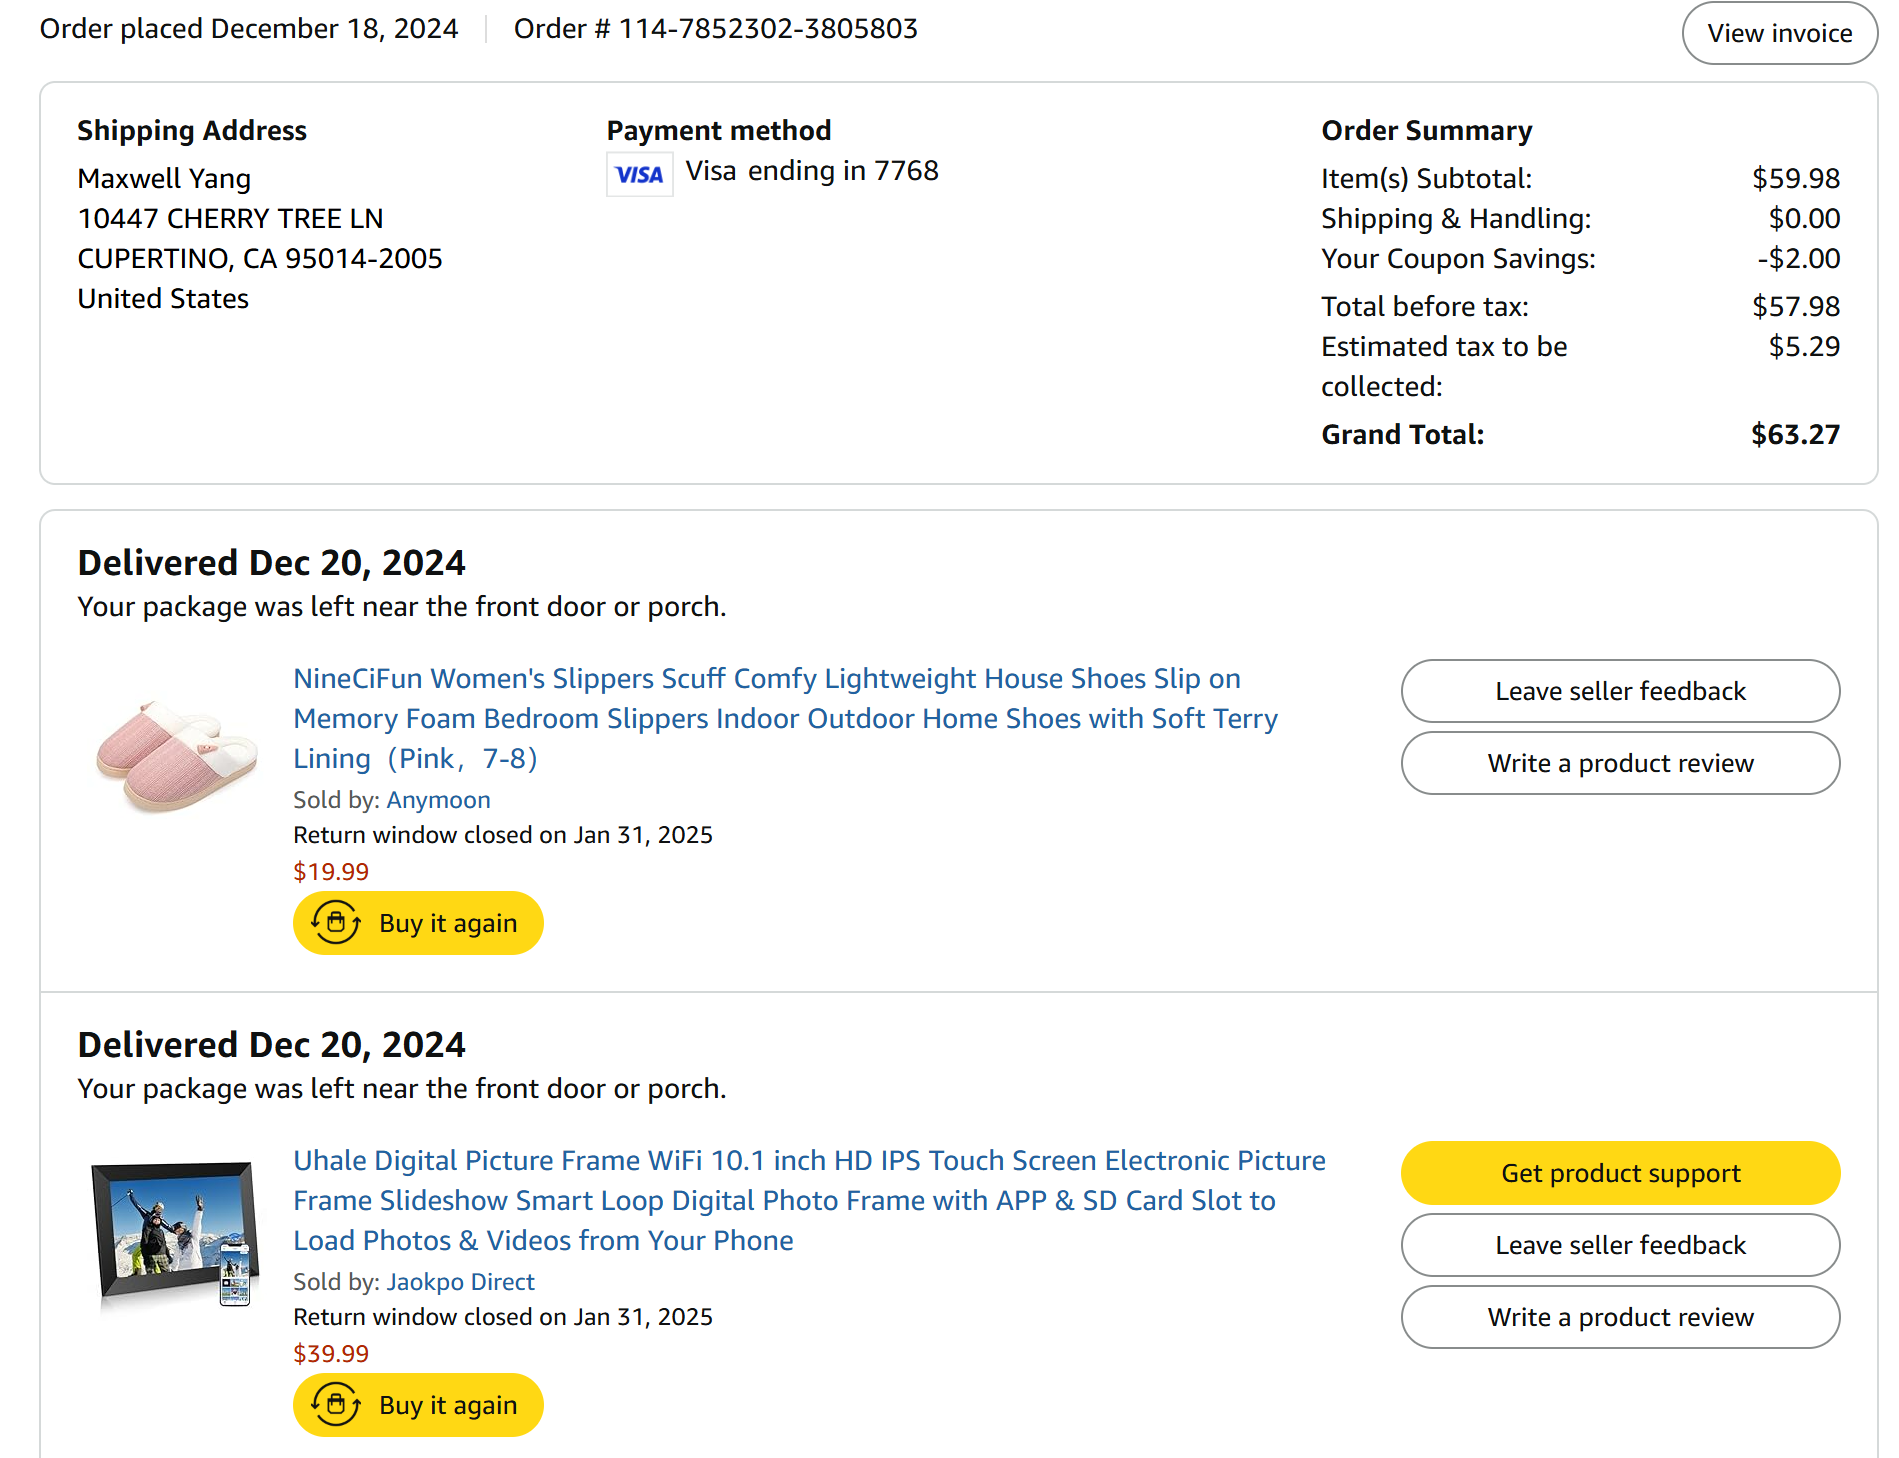 Order placed December 18, 2024
Order # 114-7852302-3805803
View invoice
Shipping Address
Maxwell Yang
10447 CHERRY TREE LN
CUPERTINO, CA 95014-2005
United States
Payment method
VISA Visa ending in 7768
Order Summary
Item(s) Subtotal: $59.98
Shipping & Handling: $0.00
Your Coupon Savings: -$2.00
Total before tax: $57.98
Estimated tax to be $5.29
collected:
Grand Total: $63.27
Delivered Dec 20, 2024
Your package was left near the front door or porch.
NineCiFun Women's Slippers Scuff Comfy Lightweight House Shoes Slip on
Memory Foam Bedroom Slippers Indoor Outdoor Home Shoes with Soft Terry
Lining（Pink，7-8）
Sold by: Anymoon
Return window closed on Jan 31, 2025
$19.99
Buy it again
Leave seller feedback
Write a product review
Delivered Dec 20, 2024
Your package was left near the front door or porch.
Uhale Digital Picture Frame WiFi 10.1 inch HD IPS Touch Screen Electronic Picture
Frame Slideshow Smart Loop Digital Photo Frame with APP & SD Card Slot to
Load Photos & Videos from Your Phone
Sold by: Jaokpo Direct
Return window closed on Jan 31, 2025
$39.99
Buy it again
Get product support
Leave seller feedback
Write a product review